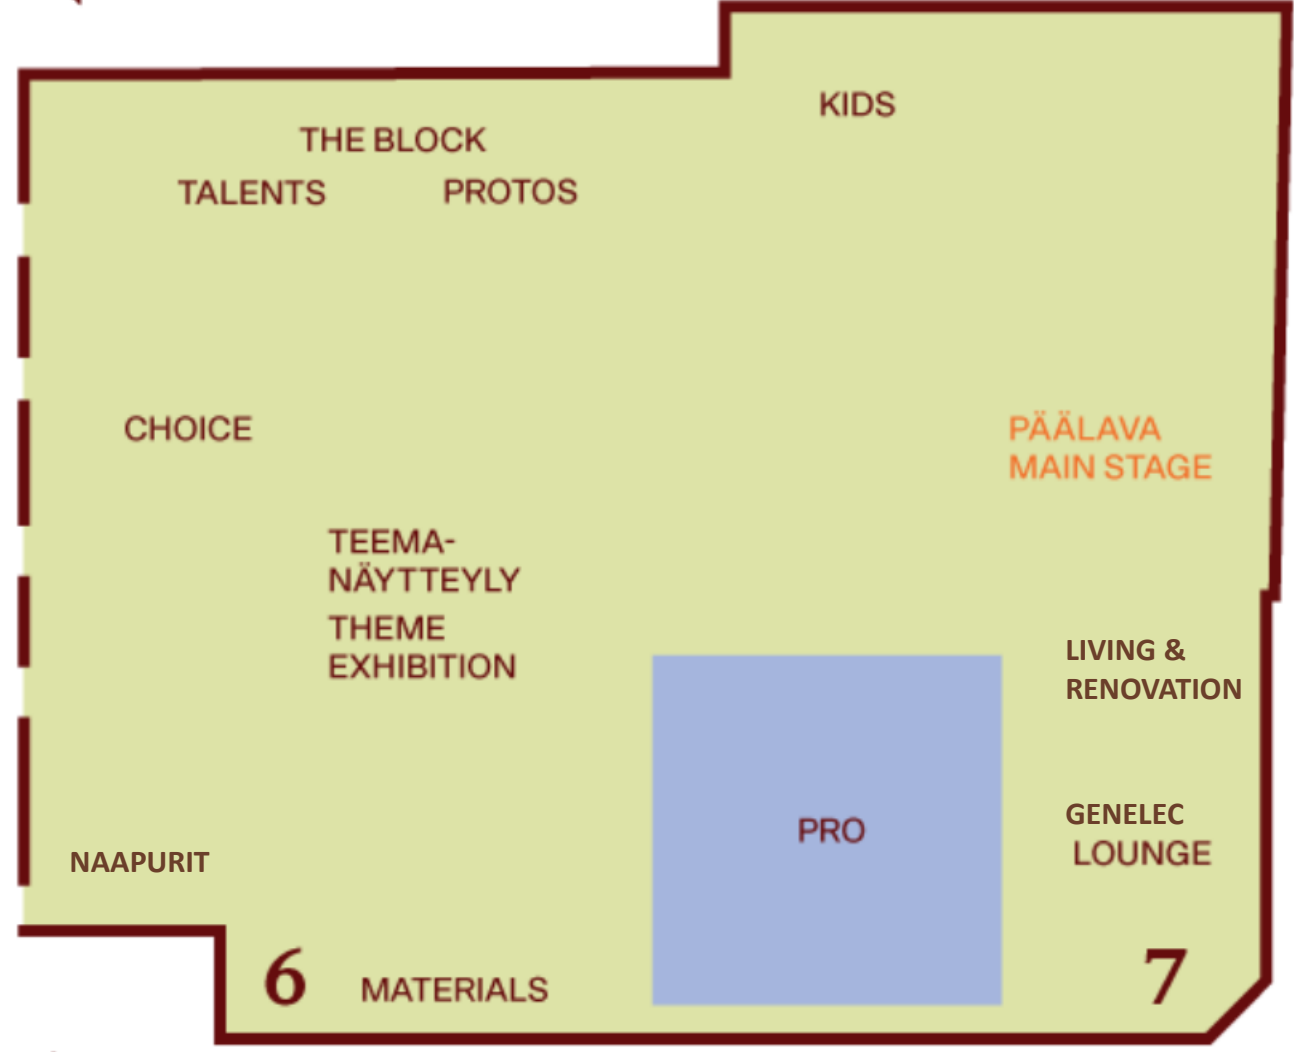 KIDS
THE BLOCK
TALENTS
PROTOS
CHOICE
PÄÄLAVA
MAIN STAGE
TEEMA-
NÄYTTEYLY
THEME
EXHIBITION
LIVING &
RENOVATION
PRO
GENELEC
LOUNGE
NAAPURIT
6
MATERIALS
7